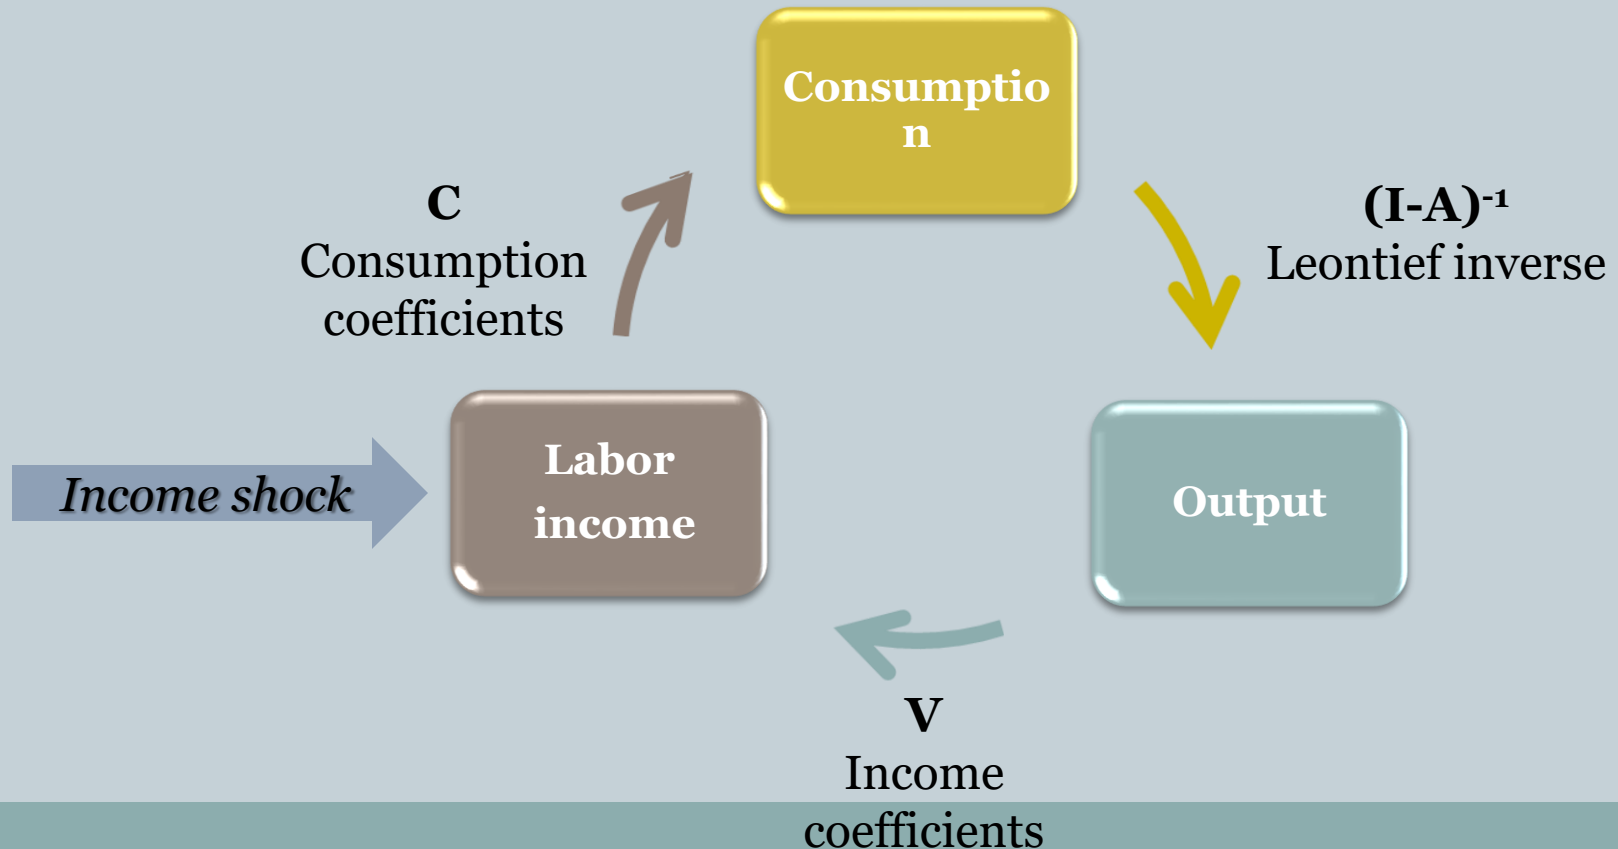 Consumptio
n
C
Consumption
coefficients
(I-A)⁻¹
Leontief inverse
Income shock
Labor
income
Output
V
Income
coefficients